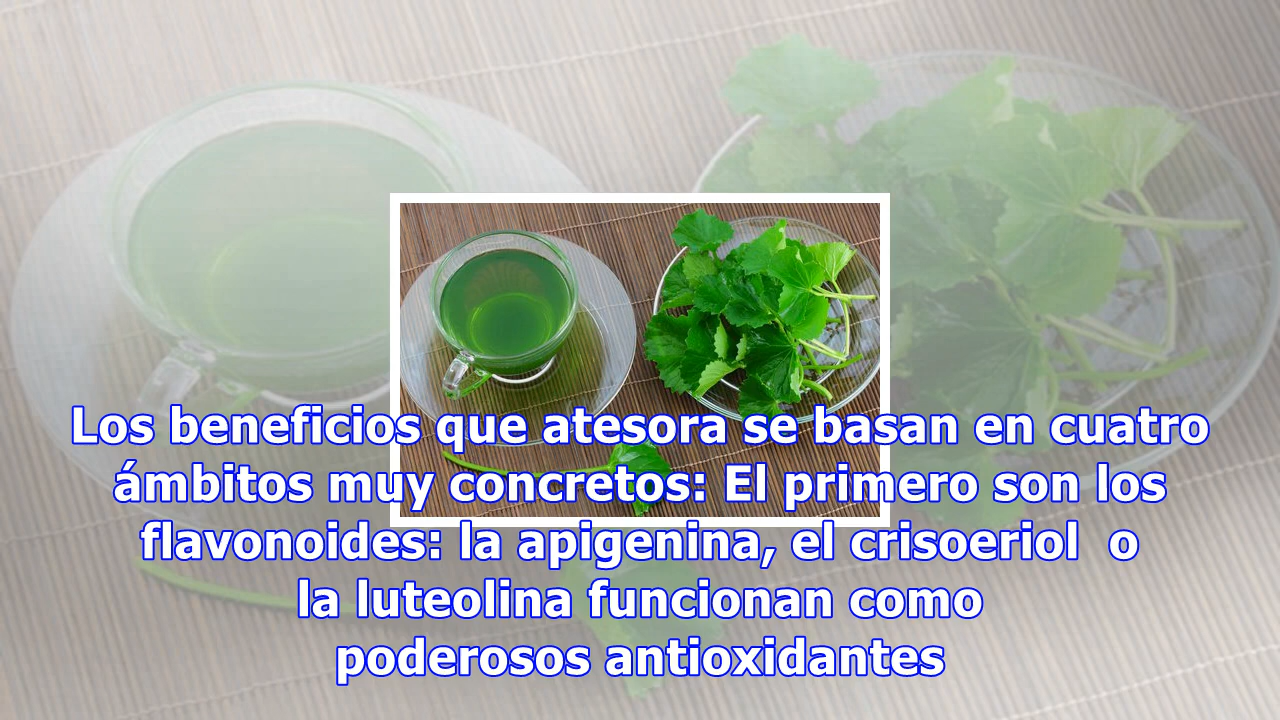 Los beneficios que atesora se basan en cuatro
ámbitos muy concretos: El primero son los
flavonoides: la apigenina, el crisoeriol  o
la luteolina funcionan como
poderosos antioxidantes